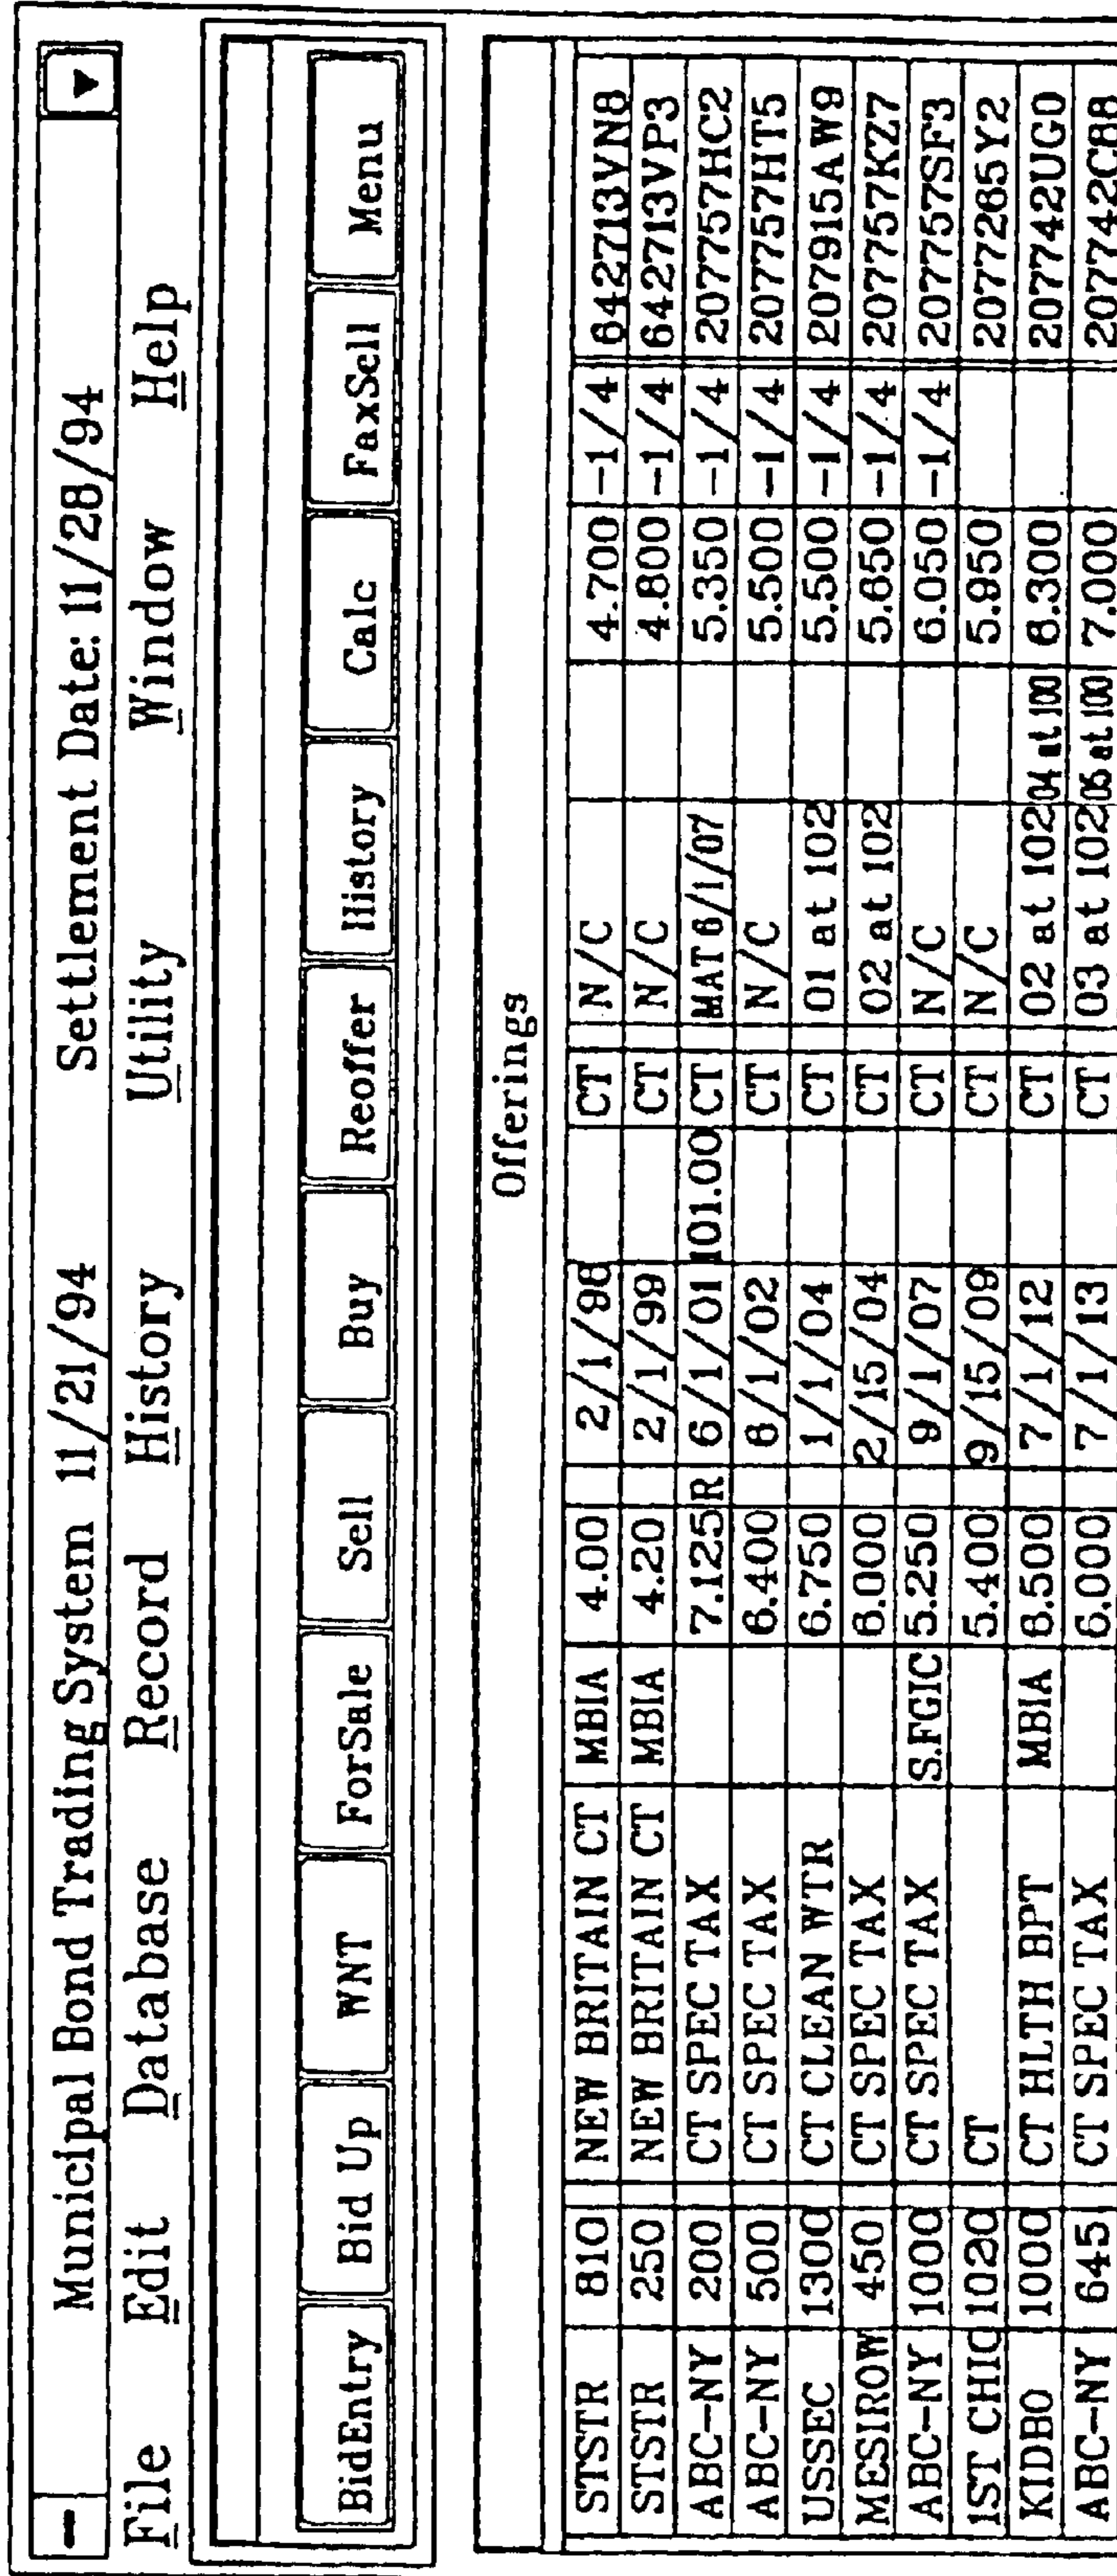 Municipal Bond Trading System 11/21/94 Settlement Date: 11/28/94
File Edit Database Record History Utility Window Help
BidEntry Bid Up WNT ForSale Sell Buy Reoffer History Calc FaxSell Menu
Offerings
STSTR 810 NEW BRITAIN CT MBIA 4.00 2/1/98 CT N/C 4.700 -1/4 642713VN8
STSTR 250 NEW BRITAIN CT MBIA 4.20 2/1/99 CT N/C 4.800 -1/4 642713VP3
ABC-NY 200 CT SPEC TAX 7.125 R 6/1/01 101.00 CT MAT 6/1/07 5.350 -1/4 207757HC2
ABC-NY 500 CT SPEC TAX 6.400 8/1/02 CT N/C 5.500 -1/4 207757HT5
USSEC 1300 CT CLEAN WTR 6.750 1/1/04 CT 01 at 102 5.500 -1/4 207915AW9
MESIROW 450 CT SPEC TAX 6.000 2/15/04 CT 02 at 102 5.650 -1/4 207757KZ7
ABC-NY 1000 CT SPEC TAX S.FGIC 5.250 9/1/07 CT N/C 6.050 -1/4 207757SF3
1ST CHIC 1020 CT 5.400 9/15/09 CT N/C 5.950 2077265Y2
KIDBO 1000 CT HLTH BPT MBIA 6.500 7/1/12 CT 02 at 102 04 at 100 6.300 207742UG0
ABC-NY 645 CT SPEC TAX 6.000 7/1/13 CT 03 at 102 05 at 100 7.000